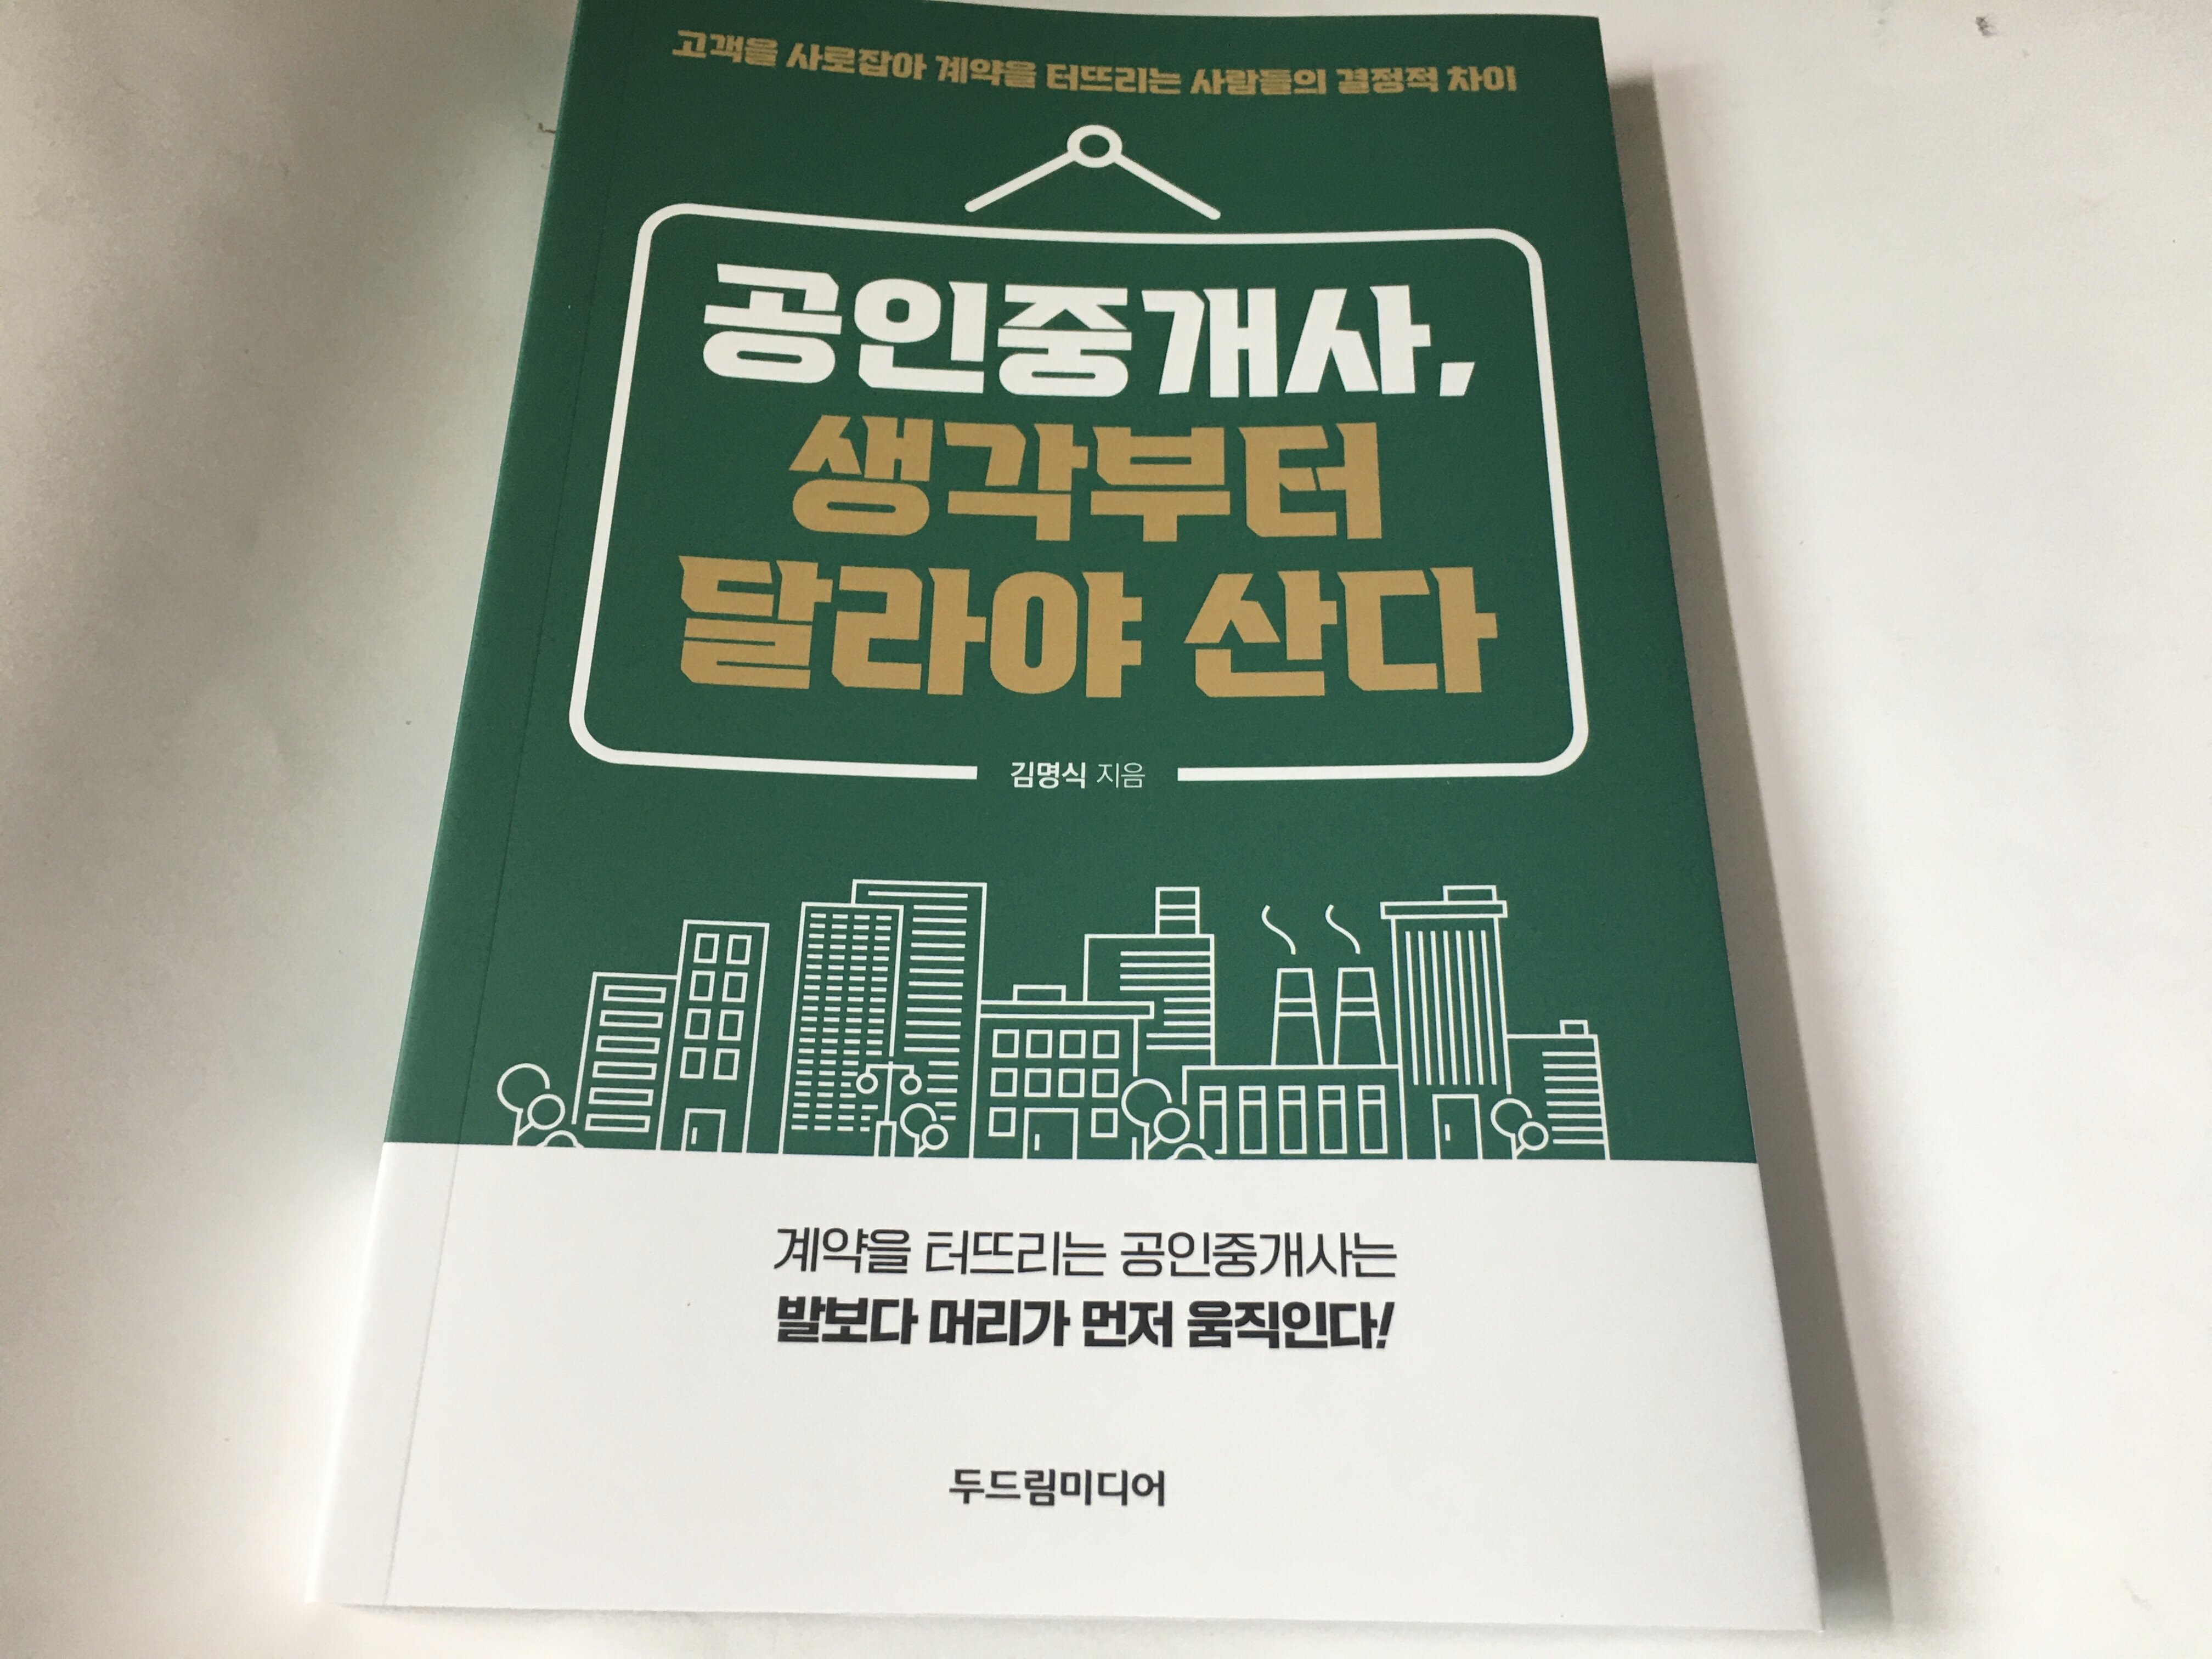 고객을 사로잡아 계약을 터뜨리는 사람들의 결정적 차이
공인중개사,
생각부터
달라야 산다
김명식 지음
계약을 터뜨리는 공인중개사는
발보다 머리가 먼저 움직인다!
두드림미디어